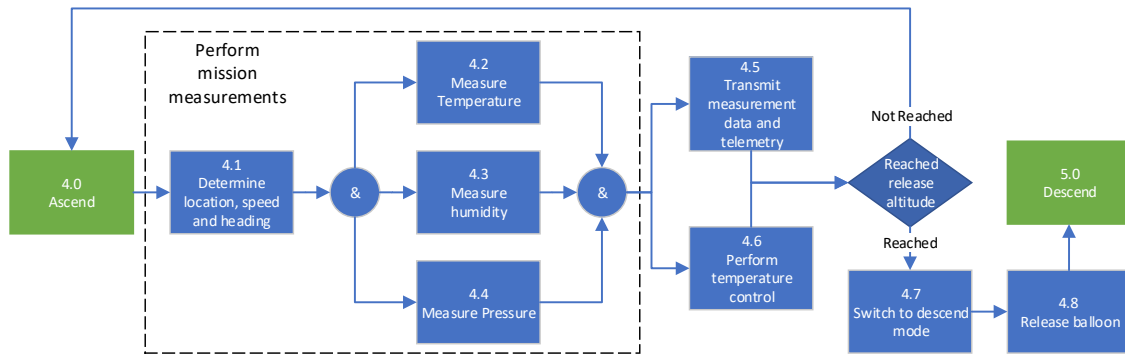 Perform
mission
measurements
4.0
Ascend
4.1
Determine
location, speed
and heading
&
4.2
Measure
Temperature
4.3
Measure
humidity
4.4
Measure Pressure
&
4.5
Transmit
measurement
data and
telemetry
4.6
Perform
temperature
control
Not Reached
Reached
release
altitude
Reached
4.7
Switch to descend
mode
4.8
Release balloon
5.0
Descend